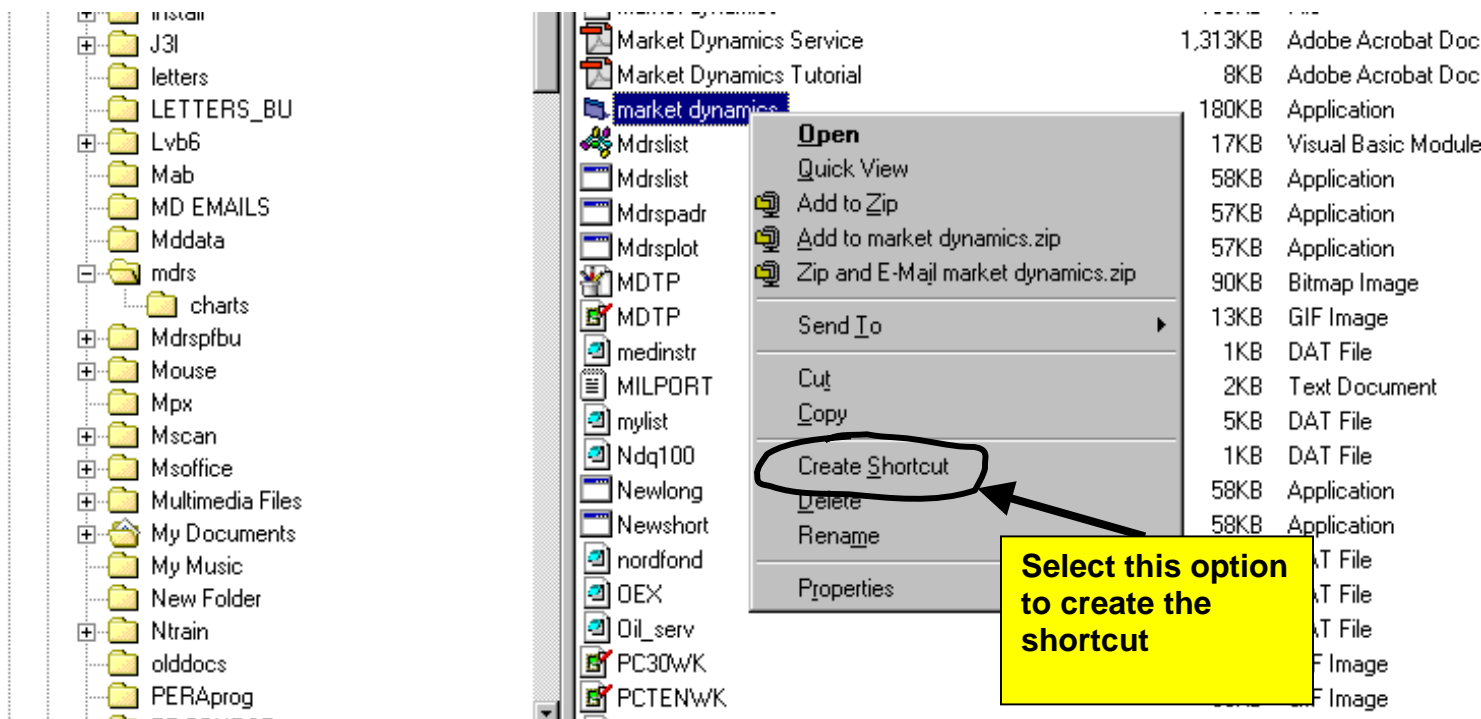 J3I
letters
LETTERS_BU
Lvb6
Mab
MD EMAILS
Mddata
mdrs
charts
Mdrspfbu
Mouse
Mpx
Mscan
Msoffice
Multimedia Files
My Documents
My Music
New Folder
Ntrain
olddocs
PERAprog
Market Dynamics Service 1,313KB Adobe Acrobat Doc
Market Dynamics Tutorial 8KB Adobe Acrobat Doc
market dynamics 180KB Application
Mdrslist 17KB Visual Basic Module
Mdrslist 58KB Application
Mdrspadr 57KB Application
Mdrsplot 57KB Application
MDTP 90KB Bitmap Image
MDTP 13KB GIF Image
medinstr 1KB DAT File
MILPORT 2KB Text Document
mylist 5KB DAT File
Ndq100 1KB DAT File
Newlong 58KB Application
Newshort 58KB Application
nordfond File
OEX File
Oil_serv File
PC30WK Image
PCTENWK Image
Open
Quick View
Add to Zip
Add to market dynamics.zip
Zip and E-Mail market dynamics.zip
Send To
Cut
Copy
Create Shortcut
Delete
Rename
Properties
Select this option
to create the
shortcut